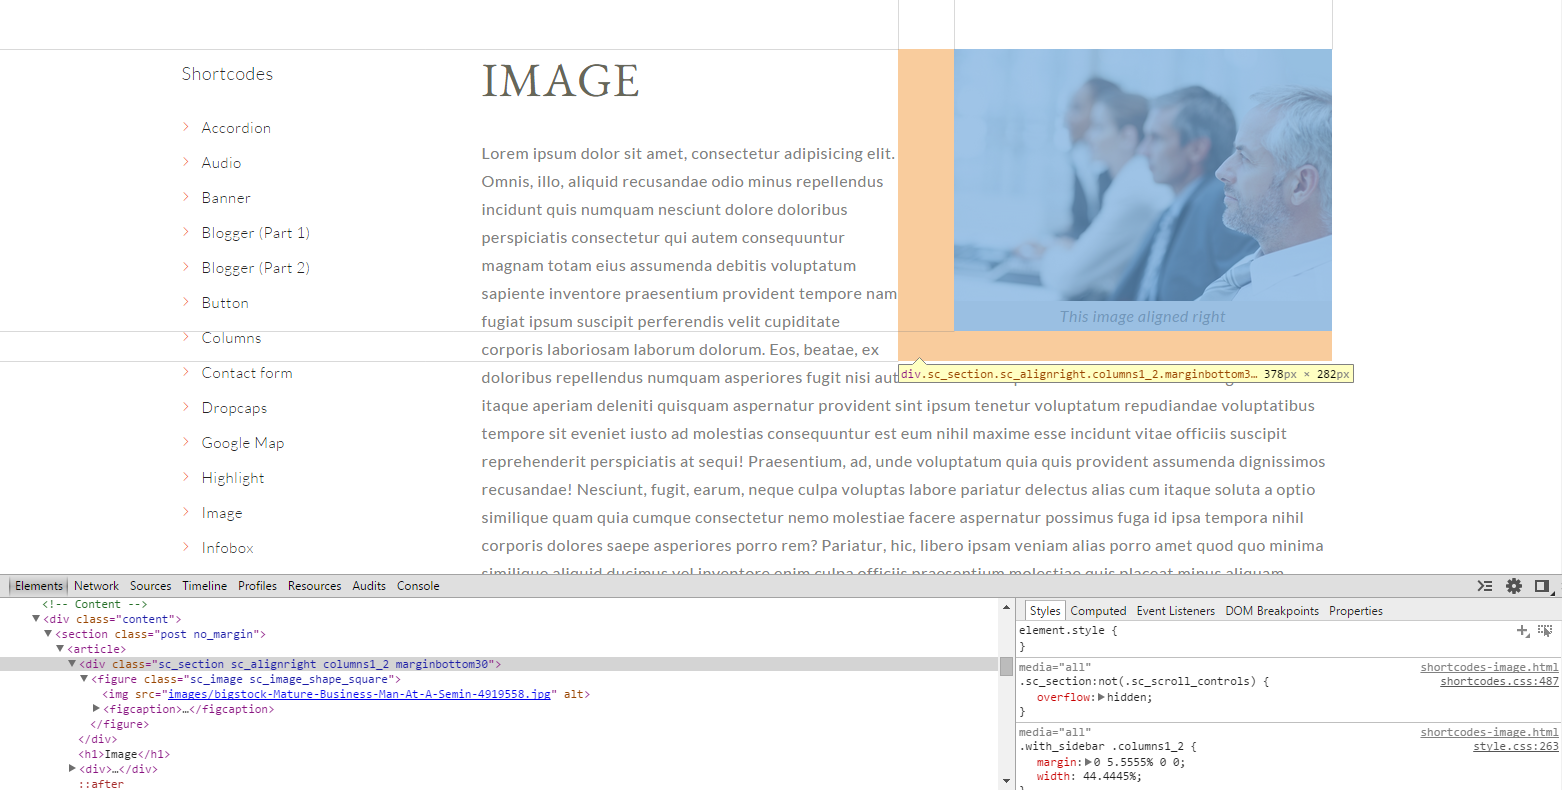 Shortcodes
Accordion
Audio
Banner
Blogger (Part 1)
Blogger (Part 2)
Button
Columns
Contact form
Dropcaps
Google Map
Highlight
Image
Infobox
IMAGE
Lorem ipsum dolor sit amet, consectetur adipisicing elit.
Omnis, illo, aliquid recusandae odio minus repellendus
incidunt quis numquam nesciunt dolore doloribus
perspiciatis consectetur qui autem consequuntur
magnam totam eius assumenda debitis voluptatum
sapiente inventore praesentium provident tempore nam
fugiat ipsum suscipit perferendis velit cupiditate
corporis laboriosam laborum dolorum. Eos, beatae, ex
doloribus repellendus numquam asperiores fugit nisi aut
itaque aperiam deleniti quisquam aspernatur provident sint ipsum tenetur voluptatum repudiandae voluptatibus
tempore sit eveniet iusto ad molestias consequuntur est eum nihil maxime esse incidunt vitae officiis suscipit
reprehenderit perspiciatis at sequi! Praesentium, ad, unde voluptatum quia quis provident assumenda dignissimos
recusandae! Nesciunt, fugit, earum, neque culpa voluptas labore pariatur delectus alias cum itaque soluta a optio
similique quam quia cumque consectetur nemo molestiae facere aspernatur possimus fuga id ipsa tempora nihil
corporis dolores saepe asperiores porro rem? Pariatur, hic, libero ipsam veniam alias porro amet quod quo minima
similique aliquid ducimus vel inventore enim culpa officiis praesentium molestiae quis placeat minus aliquam
This image aligned right
div.sc_section.sc_alignright.columns1_2.marginbottom3… 378px × 282px
Elements Network Sources Timeline Profiles Resources Audits Console
<!-- Content -->
<div class="content">
<section class="post no_margin">
<article>
<div class="sc_section sc_alignright columns1_2 marginbottom30">
<figure class="sc_image sc_image_shape_square">
<img src="images/bigstock-Mature-Business-Man-At-A-Semin-4919558.jpg" alt>
<figcaption>…</figcaption>
</figure>
</div>
<h1>Image</h1>
<div>…</div>
::after
Styles Computed Event Listeners DOM Breakpoints Properties
element.style {
}
media="all" shortcodes-image.html
.sc_section:not(.sc_scroll_controls) { shortcodes.css:487
overflow: hidden;
}
media="all" shortcodes-image.html
.with_sidebar .columns1_2 { style.css:263
margin: 0 5.5555% 0 0;
width: 44.4445%;